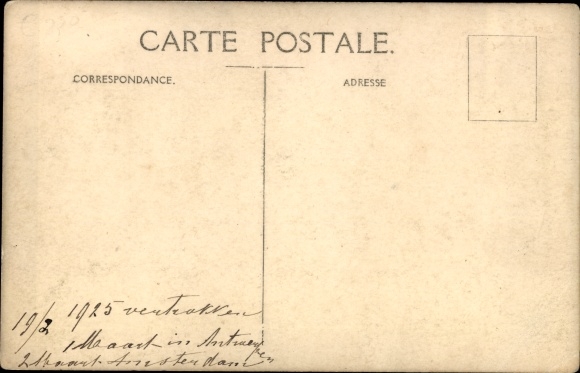 CARTE POSTALE.
CORRESPONDANCE.
ADRESSE
19/2 1925 vertrokken
1 Maart in Antwerpen
2 Maart Amsterdam